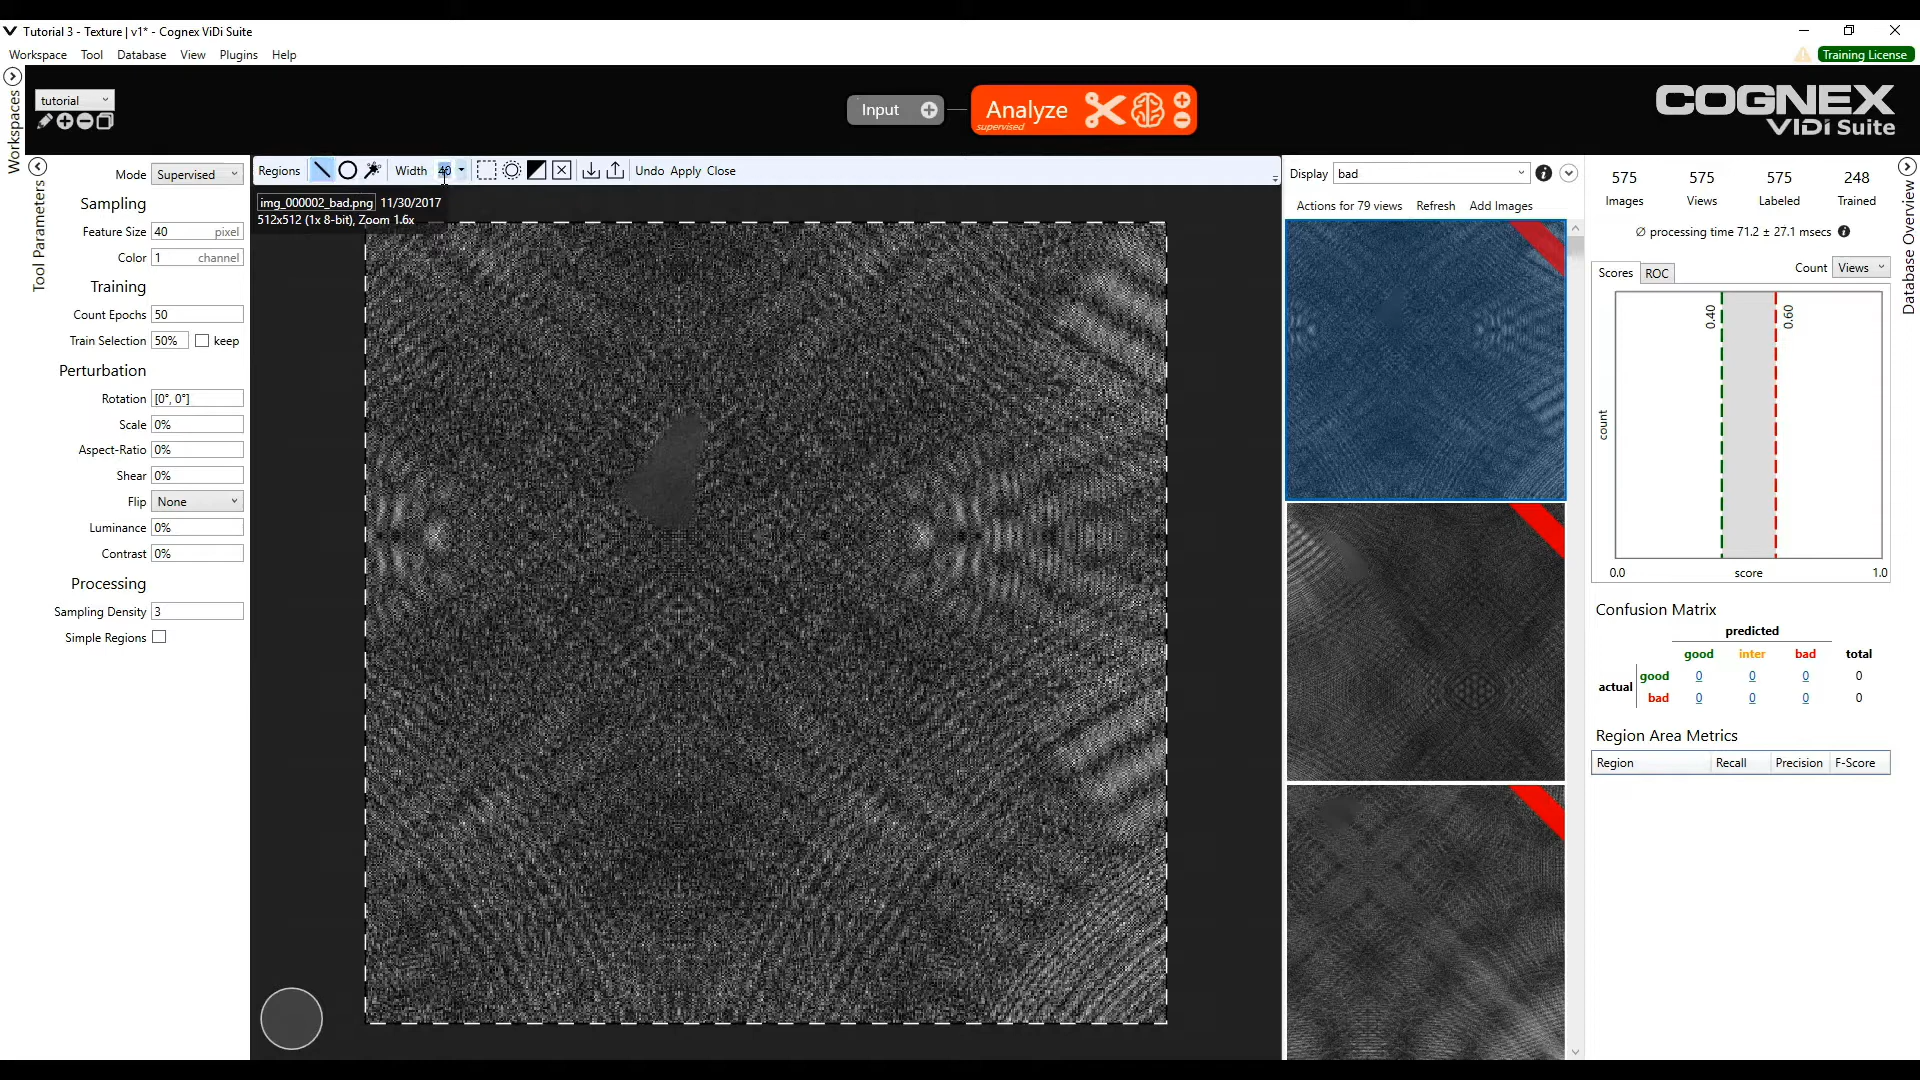 Tutorial 3 - Texture | v1* - Cognex ViDi Suite
Workspace Tool Database View Plugins Help
Training License
Workspaces
tutorial
Input
Analyze
supervised
COGNEX
ViDi Suite
Tool Parameters
Mode Supervised
Sampling
Feature Size 40 pixel
Color 1 channel
Training
Count Epochs 50
Train Selection 50% keep
Perturbation
Rotation [0°, 0°]
Scale 0%
Aspect-Ratio 0%
Shear 0%
Flip None
Luminance 0%
Contrast 0%
Processing
Sampling Density 3
Simple Regions
Regions Width 40 Undo Apply Close
img_000002_bad.png 11/30/2017
512x512 (1x 8-bit), Zoom 1.6x
Display bad
Actions for 79 views Refresh Add Images
575 575 575 248
Images Views Labeled Trained
Ø processing time 71.2 ± 27.1 msecs
Database Overview
Scores ROC Count Views
0.40 0.60
count
0.0 score 1.0
Confusion Matrix
predicted
good inter bad total
actual
good 0 0 0 0
bad 0 0 0 0
Region Area Metrics
Region Recall Precision F-Score